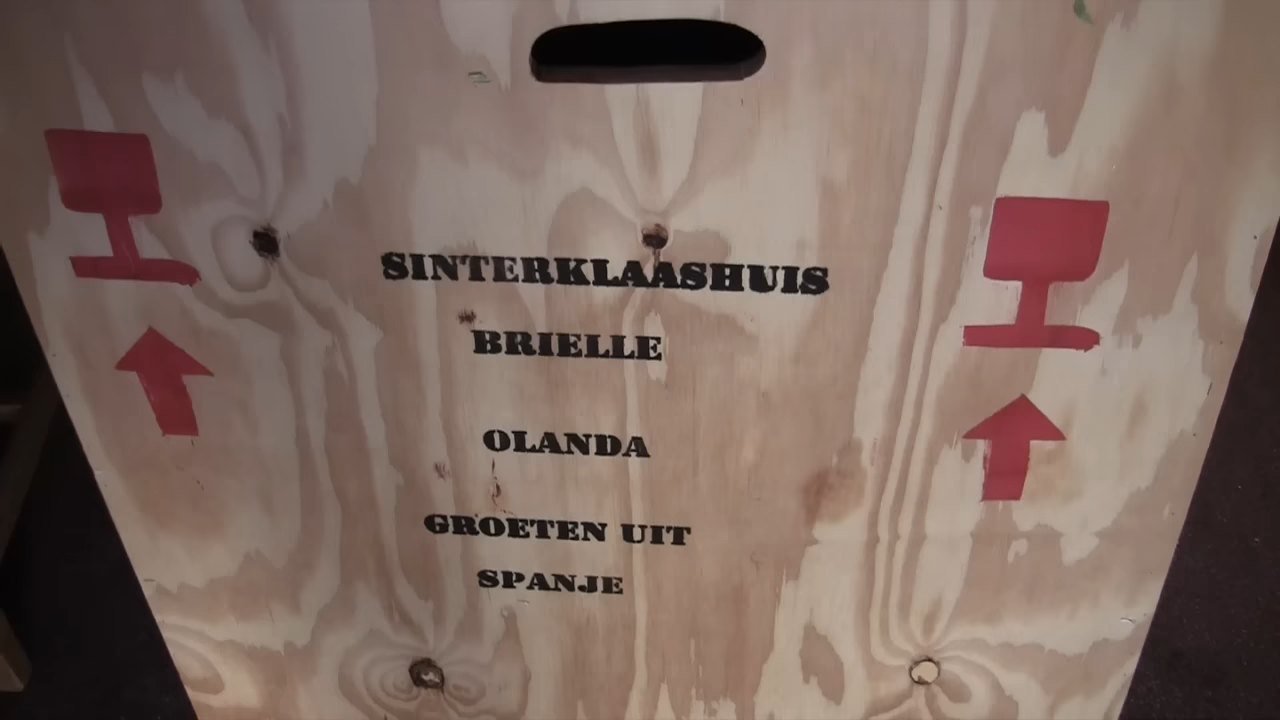 SINTERKLAASHUIS
BRIELLE
OLANDA
GROETEN UIT
SPANJE